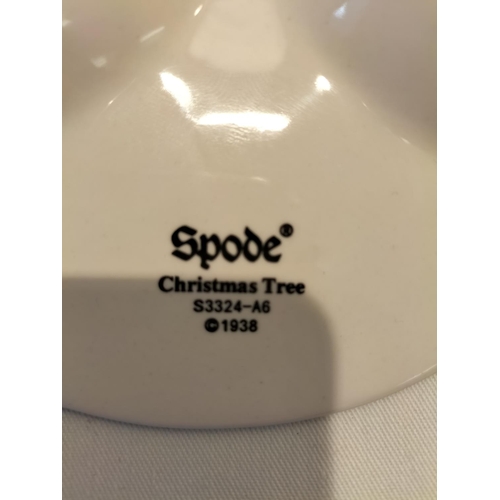 Spode®
Christmas Tree
S3324-A6
©1938